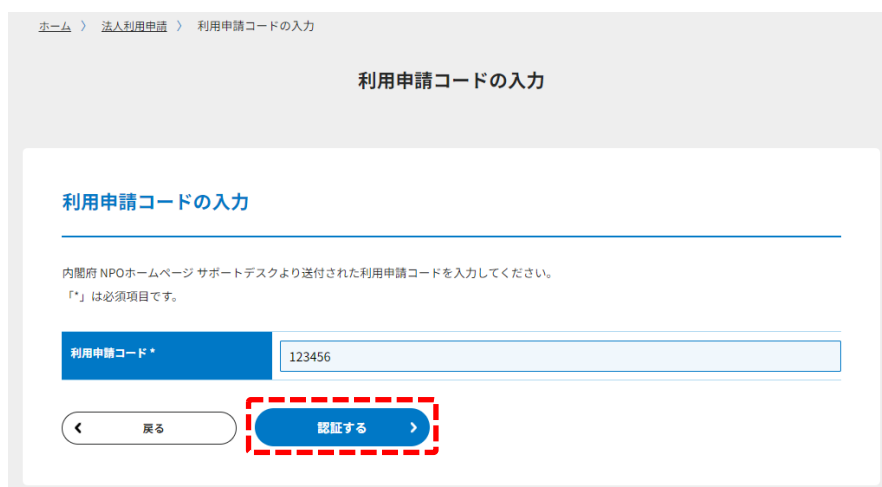 ホーム 〉 法人利用申請 〉 利用申請コードの入力
利用申請コードの入力
利用申請コードの入力
内閣府 NPOホームページ サポートデスクより送付された利用申請コードを入力してください。
「*」は必須項目です。
利用申請コード *
123456
戻る
認証する